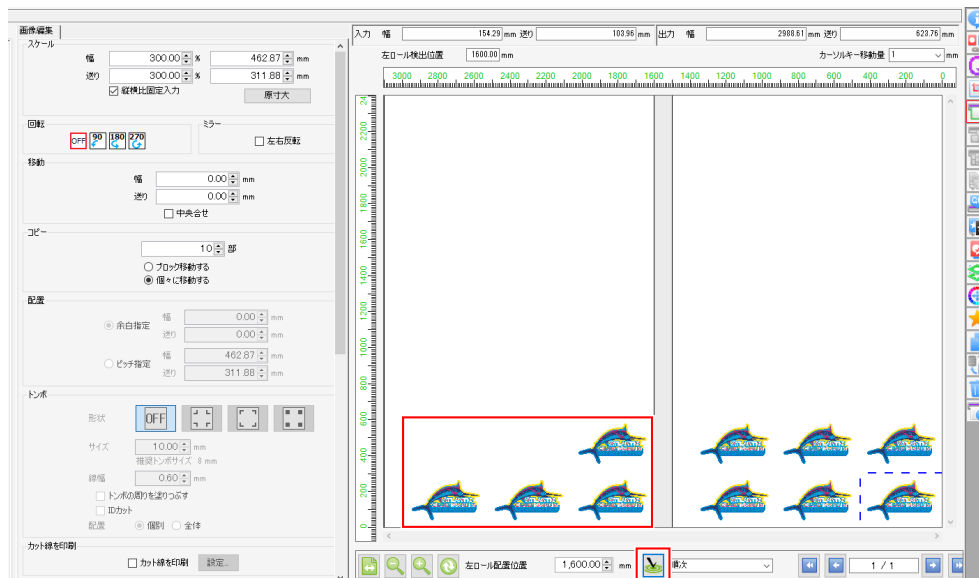 画像編集
スケール
幅 300.00 % 462.87 mm
送り 300.00 % 311.88 mm
縦横比固定入力 原寸大
回転
OFF 90 180 270
ミラー
左右反転
移動
幅 0.00 mm
送り 0.00 mm
中央合せ
コピー
10 部
ブロック移動する
個々に移動する
配置
余白指定
幅 0.00 mm
送り 0.00 mm
ピッチ指定
幅 462.87 mm
送り 311.88 mm
トンボ
形状 OFF
サイズ 10.00 mm
推奨トンボサイズ 8 mm
線幅 0.60 mm
トンボの周りを塗りつぶす
IDカット
配置 個別 全体
カット線を印刷
カット線を印刷 設定...
入力 幅 154.29 mm 送り 103.96 mm 出力 幅 2988.61 mm 送り 623.76 mm
左ロール検出位置 1600.00 mm カーソルキー移動量 1 mm
3000 2800 2600 2400 2200 2000 1800 1600 1400 1200 1000 800 600 400 200 0
24
2200
2000
1800
1600
1400
1200
1000
800
600
400
200
0
左ロール配置位置 1,600.00 mm 順次 1 / 1